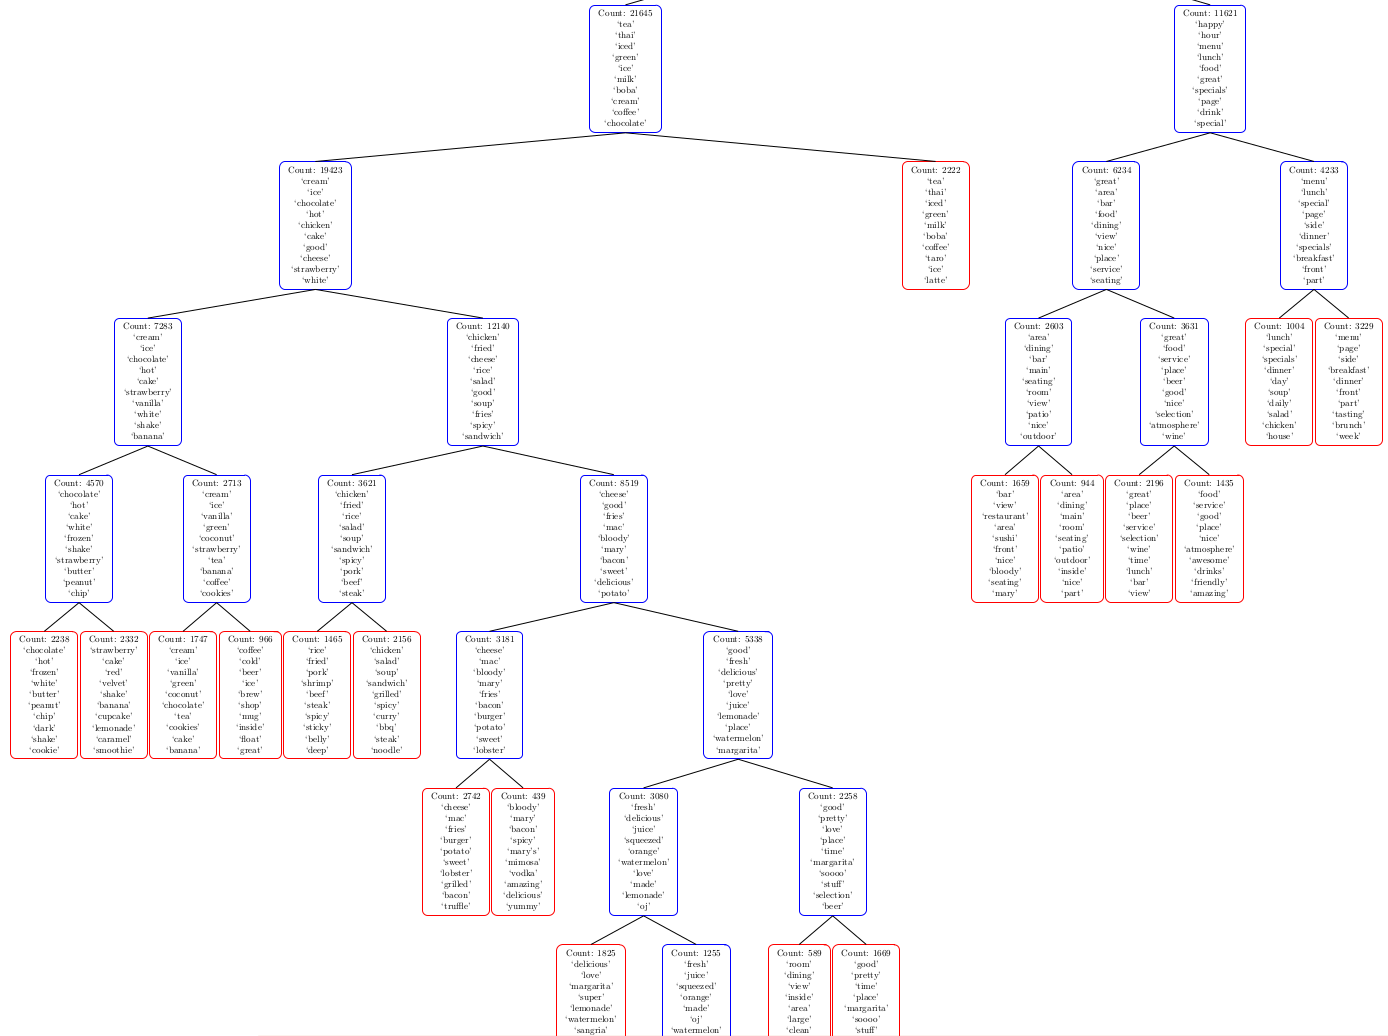 Count: 21645
‘tea’
‘thai’
‘iced’
‘green’
‘ice’
‘milk’
‘boba’
‘cream’
‘coffee’
‘chocolate’
Count: 11621
‘happy’
‘hour’
‘menu’
‘lunch’
‘food’
‘great’
‘specials’
‘page’
‘drink’
‘special’
Count: 19423
‘cream’
‘ice’
‘chocolate’
‘hot’
‘chicken’
‘cake’
‘good’
‘cheese’
‘strawberry’
‘white’
Count: 2222
‘tea’
‘thai’
‘iced’
‘green’
‘milk’
‘boba’
‘coffee’
‘taro’
‘ice’
‘latte’
Count: 6234
‘great’
‘area’
‘bar’
‘food’
‘dining’
‘view’
‘nice’
‘place’
‘service’
‘seating’
Count: 4233
‘menu’
‘lunch’
‘special’
‘page’
‘side’
‘dinner’
‘specials’
‘breakfast’
‘front’
‘part’
Count: 7283
‘cream’
‘ice’
‘chocolate’
‘hot’
‘cake’
‘strawberry’
‘vanilla’
‘white’
‘shake’
‘banana’
Count: 12140
‘chicken’
‘fried’
‘cheese’
‘rice’
‘salad’
‘good’
‘soup’
‘fries’
‘spicy’
‘sandwich’
Count: 2603
‘area’
‘dining’
‘bar’
‘main’
‘seating’
‘room’
‘view’
‘patio’
‘nice’
‘outdoor’
Count: 3631
‘great’
‘food’
‘service’
‘place’
‘beer’
‘good’
‘nice’
‘selection’
‘atmosphere’
‘wine’
Count: 1004
‘lunch’
‘special’
‘specials’
‘dinner’
‘day’
‘soup’
‘daily’
‘salad’
‘chicken’
‘house’
Count: 3229
‘menu’
‘page’
‘side’
‘breakfast’
‘dinner’
‘front’
‘part’
‘tasting’
‘brunch’
‘week’
Count: 4570
‘chocolate’
‘hot’
‘cake’
‘white’
‘frozen’
‘shake’
‘strawberry’
‘butter’
‘peanut’
‘chip’
Count: 2713
‘cream’
‘ice’
‘vanilla’
‘green’
‘coconut’
‘strawberry’
‘tea’
‘banana’
‘coffee’
‘cookies’
Count: 3621
‘chicken’
‘fried’
‘rice’
‘salad’
‘soup’
‘sandwich’
‘spicy’
‘pork’
‘beef’
‘steak’
Count: 8519
‘cheese’
‘good’
‘fries’
‘mac’
‘bloody’
‘mary’
‘bacon’
‘sweet’
‘delicious’
‘potato’
Count: 1659
‘bar’
‘view’
‘restaurant’
‘area’
‘sushi’
‘front’
‘nice’
‘bloody’
‘seating’
‘mary’
Count: 944
‘area’
‘dining’
‘main’
‘room’
‘seating’
‘patio’
‘outdoor’
‘inside’
‘nice’
‘part’
Count: 2196
‘great’
‘place’
‘beer’
‘service’
‘selection’
‘wine’
‘time’
‘lunch’
‘bar’
‘view’
Count: 1435
‘food’
‘service’
‘good’
‘place’
‘nice’
‘atmosphere’
‘awesome’
‘drinks’
‘friendly’
‘amazing’
Count: 2238
‘chocolate’
‘hot’
‘frozen’
‘white’
‘butter’
‘peanut’
‘chip’
‘dark’
‘shake’
‘cookie’
Count: 2332
‘strawberry’
‘cake’
‘red’
‘velvet’
‘shake’
‘banana’
‘cupcake’
‘lemonade’
‘caramel’
‘smoothie’
Count: 1747
‘cream’
‘ice’
‘vanilla’
‘green’
‘coconut’
‘chocolate’
‘tea’
‘cookies’
‘cake’
‘banana’
Count: 966
‘coffee’
‘cold’
‘beer’
‘ice’
‘brew’
‘shop’
‘mug’
‘inside’
‘float’
‘great’
Count: 1465
‘rice’
‘fried’
‘pork’
‘shrimp’
‘beef’
‘steak’
‘spicy’
‘sticky’
‘belly’
‘deep’
Count: 2156
‘chicken’
‘salad’
‘soup’
‘sandwich’
‘grilled’
‘spicy’
‘curry’
‘bbq’
‘steak’
‘noodle’
Count: 3181
‘cheese’
‘mac’
‘bloody’
‘mary’
‘fries’
‘bacon’
‘burger’
‘potato’
‘sweet’
‘lobster’
Count: 5338
‘good’
‘fresh’
‘delicious’
‘pretty’
‘love’
‘juice’
‘lemonade’
‘place’
‘watermelon’
‘margarita’
Count: 2742
‘cheese’
‘mac’
‘fries’
‘burger’
‘potato’
‘sweet’
‘lobster’
‘grilled’
‘bacon’
‘truffle’
Count: 439
‘bloody’
‘mary’
‘bacon’
‘spicy’
‘mary's’
‘mimosa’
‘vodka’
‘amazing’
‘delicious’
‘yummy’
Count: 3080
‘fresh’
‘delicious’
‘juice’
‘squeezed’
‘orange’
‘watermelon’
‘love’
‘made’
‘lemonade’
‘oj’
Count: 2258
‘good’
‘pretty’
‘love’
‘place’
‘time’
‘margarita’
‘soooo’
‘stuff’
‘selection’
‘beer’
Count: 1825
‘delicious’
‘love’
‘margarita’
‘super’
‘lemonade’
‘watermelon’
‘sangria’
Count: 1255
‘fresh’
‘juice’
‘squeezed’
‘orange’
‘made’
‘oj’
‘watermelon’
Count: 589
‘room’
‘dining’
‘view’
‘inside’
‘area’
‘large’
‘clean’
Count: 1669
‘good’
‘pretty’
‘time’
‘place’
‘margarita’
‘soooo’
‘stuff’